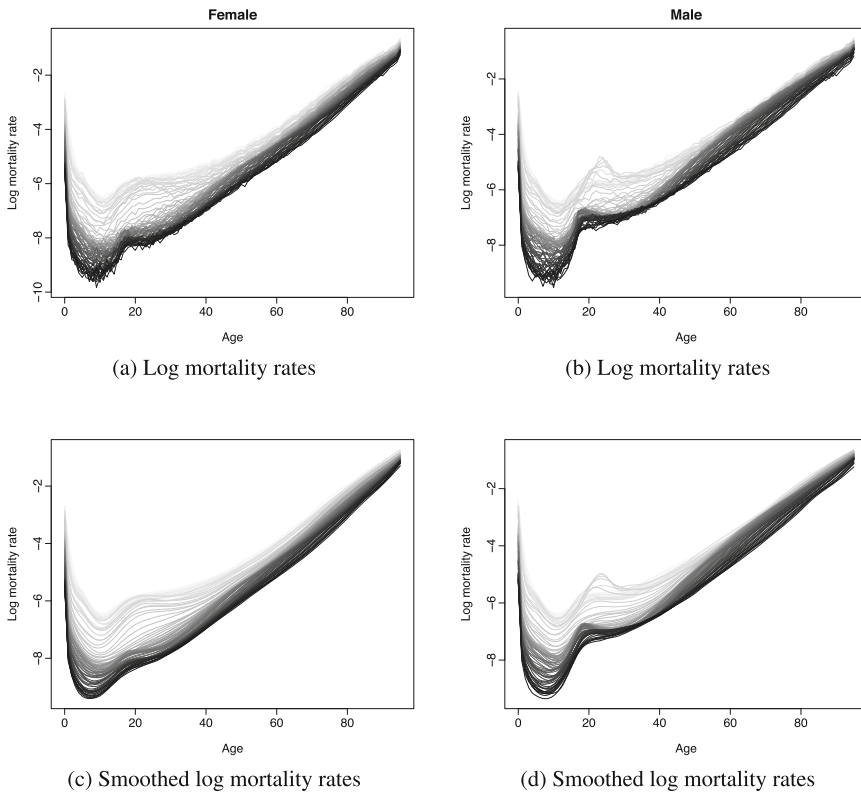 Female
Male
Log mortality rate
-2
-4
-6
-8
-10
0
20
40
60
80
Age
(a) Log mortality rates
Log mortality rate
-2
-4
-6
-8
0
20
40
60
80
Age
(b) Log mortality rates
Log mortality rate
-2
-4
-6
-8
0
20
40
60
80
Age
(c) Smoothed log mortality rates
Log mortality rate
-2
-4
-6
-8
0
20
40
60
80
Age
(d) Smoothed log mortality rates